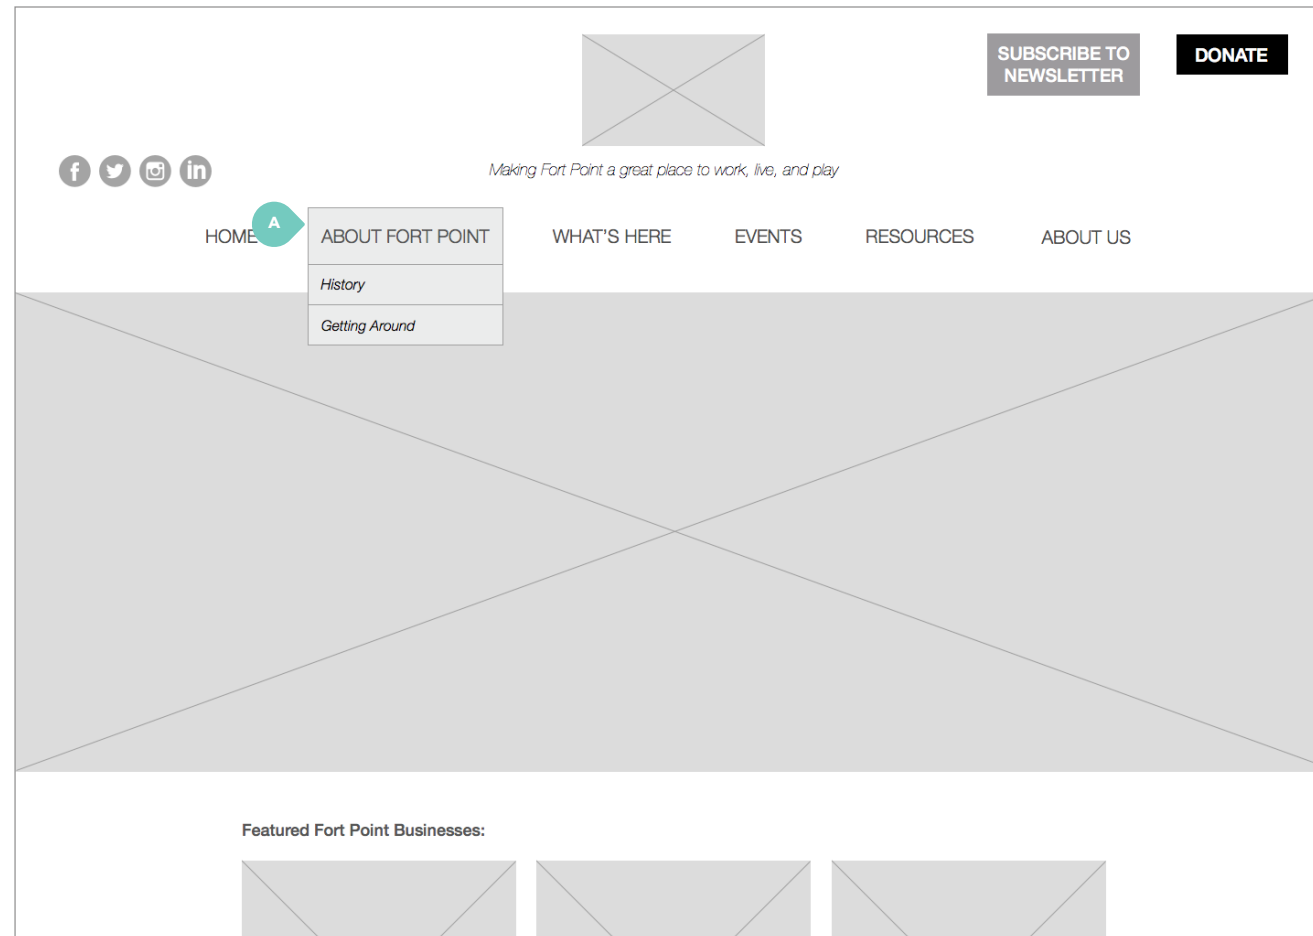 SUBSCRIBE TO
NEWSLETTER
DONATE
f
in
Making Fort Point a great place to work, live, and play
HOME
A
ABOUT FORT POINT
WHAT'S HERE
EVENTS
RESOURCES
ABOUT US
History
Getting Around
Featured Fort Point Businesses: